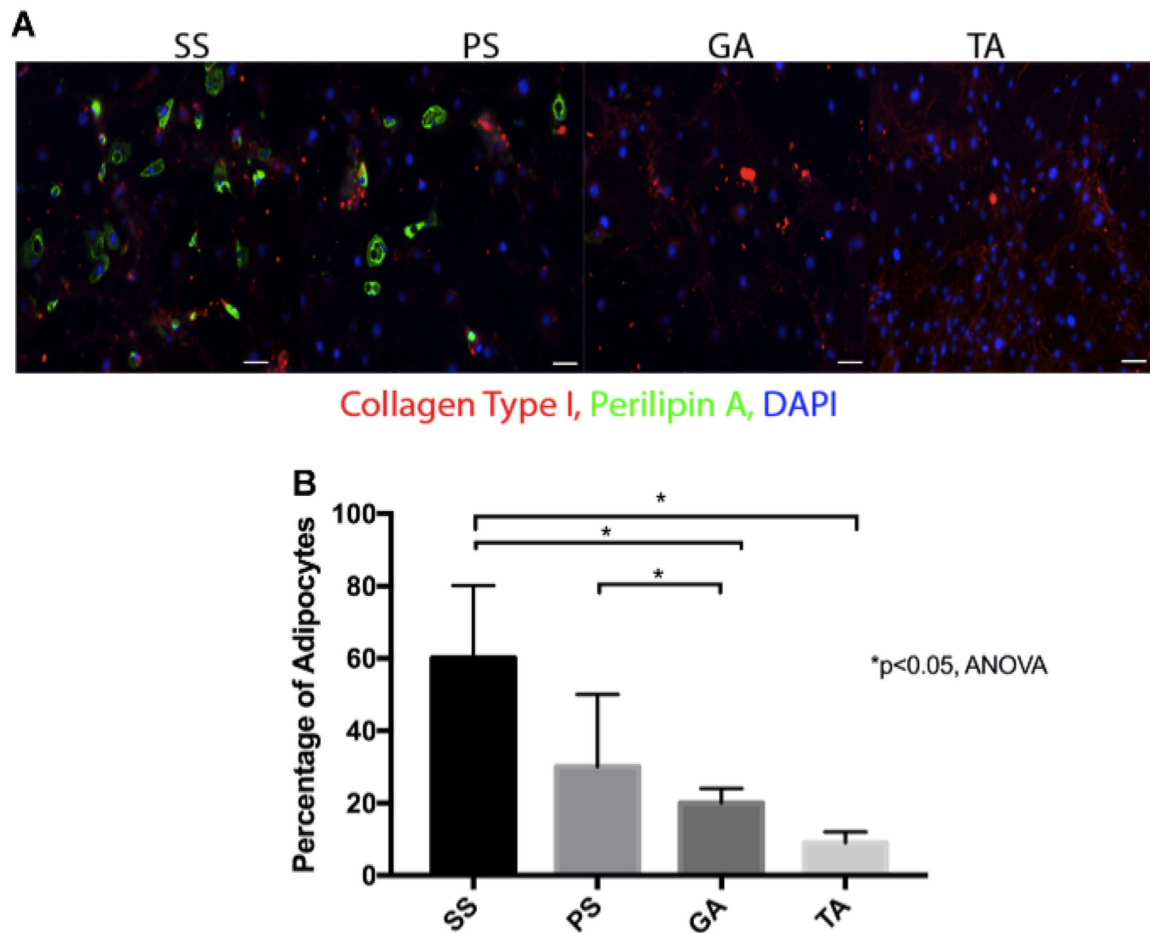 A
SS PS GA TA
Collagen Type I, Perilipin A, DAPI
B
Percentage of Adipocytes
100
80
60
40
20
0
*
*
*
*p<0.05, ANOVA
SS PS GA TA